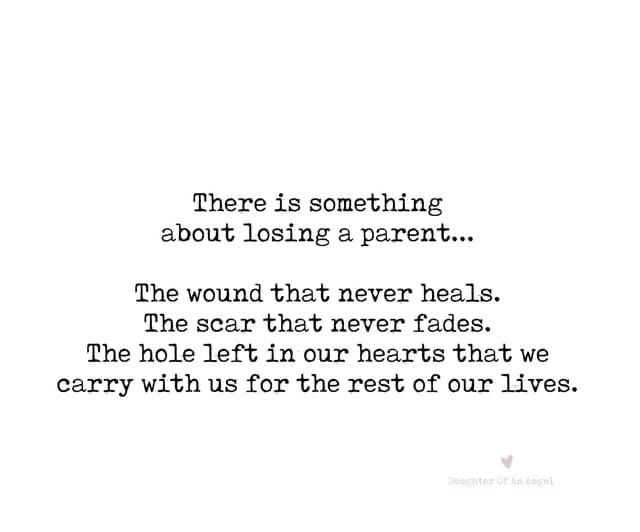 There is something
about losing a parent...
The wound that never heals.
The scar that never fades.
The hole left in our hearts that we
carry with us for the rest of our lives.
Daughter Of An Angel